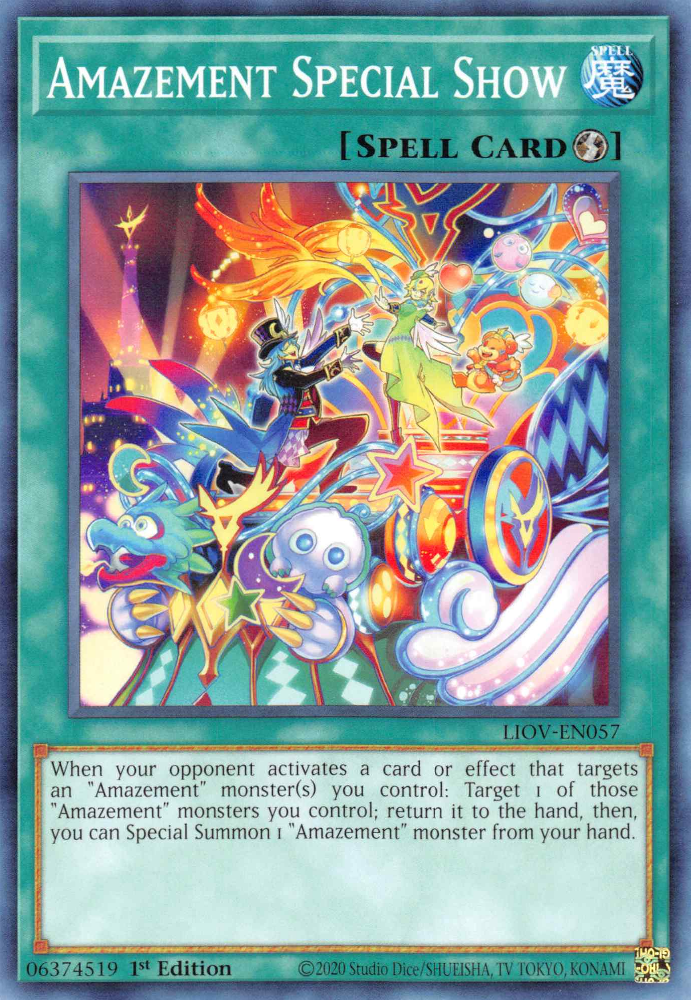 AMAZEMENT SPECIAL SHOW
SPELL
魔
[SPELL CARD]
LIOV-EN057
When your opponent activates a card or effect that targets
an "Amazement" monster(s) you control: Target 1 of those
"Amazement" monsters you control; return it to the hand, then,
you can Special Summon 1 "Amazement" monster from your hand.
06374519 1st Edition ©2020 Studio Dice/SHUEISHA, TV TOKYO, KONAMI